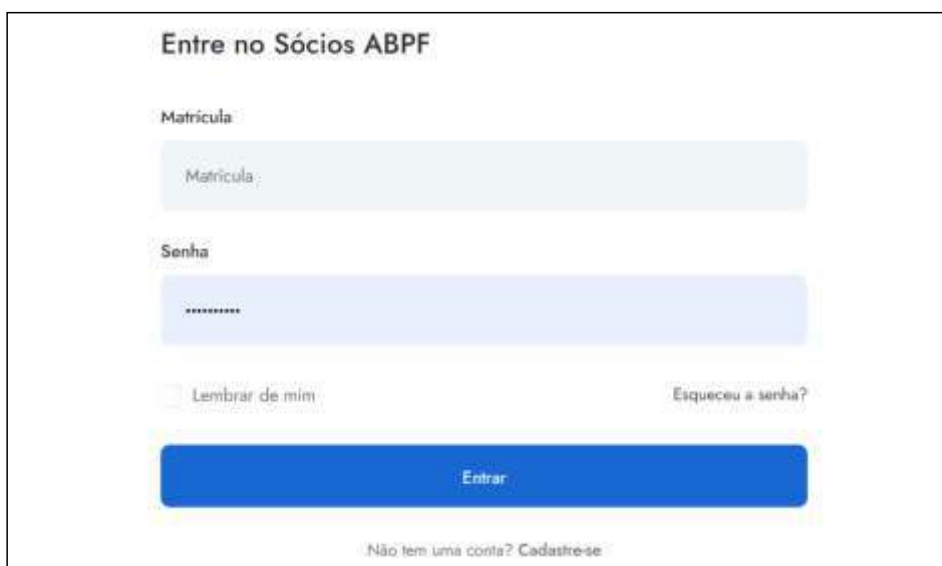 Entre no Sócios ABPF
Matrícula
Matrícula
Senha
••••••••••
Lembrar de mim Esqueceu a senha?
Entrar
Não tem uma conta? Cadastre-se